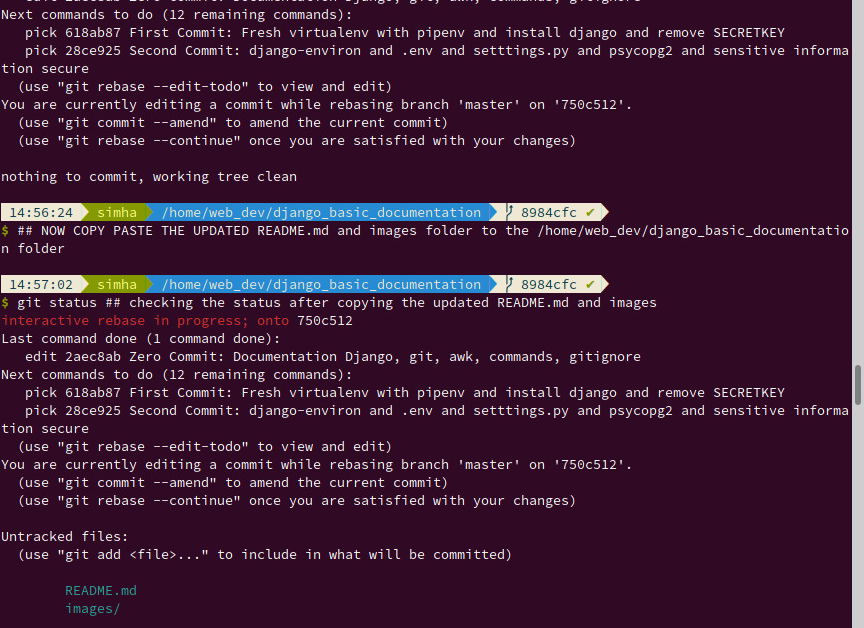 Next commands to do (12 remaining commands):
   pick 618ab87 First Commit: Fresh virtualenv with pipenv and install django and remove SECRETKEY
   pick 28ce925 Second Commit: django-environ and .env and setttings.py and psycopg2 and sensitive informa
tion secure
  (use "git rebase --edit-todo" to view and edit)
You are currently editing a commit while rebasing branch 'master' on '750c512'.
  (use "git commit --amend" to amend the current commit)
  (use "git rebase --continue" once you are satisfied with your changes)

nothing to commit, working tree clean

14:56:24 simha /home/web_dev/django_basic_documentation 8984cfc ✔
$ ## NOW COPY PASTE THE UPDATED README.md and images folder to the /home/web_dev/django_basic_documentatio
n folder

14:57:02 simha /home/web_dev/django_basic_documentation 8984cfc ✔
$ git status ## checking the status after copying the updated README.md and images
interactive rebase in progress; onto 750c512
Last command done (1 command done):
   edit 2aec8ab Zero Commit: Documentation Django, git, awk, commands, gitignore
Next commands to do (12 remaining commands):
   pick 618ab87 First Commit: Fresh virtualenv with pipenv and install django and remove SECRETKEY
   pick 28ce925 Second Commit: django-environ and .env and setttings.py and psycopg2 and sensitive informa
tion secure
  (use "git rebase --edit-todo" to view and edit)
You are currently editing a commit while rebasing branch 'master' on '750c512'.
  (use "git commit --amend" to amend the current commit)
  (use "git rebase --continue" once you are satisfied with your changes)

Untracked files:
  (use "git add <file>..." to include in what will be committed)

        README.md
        images/